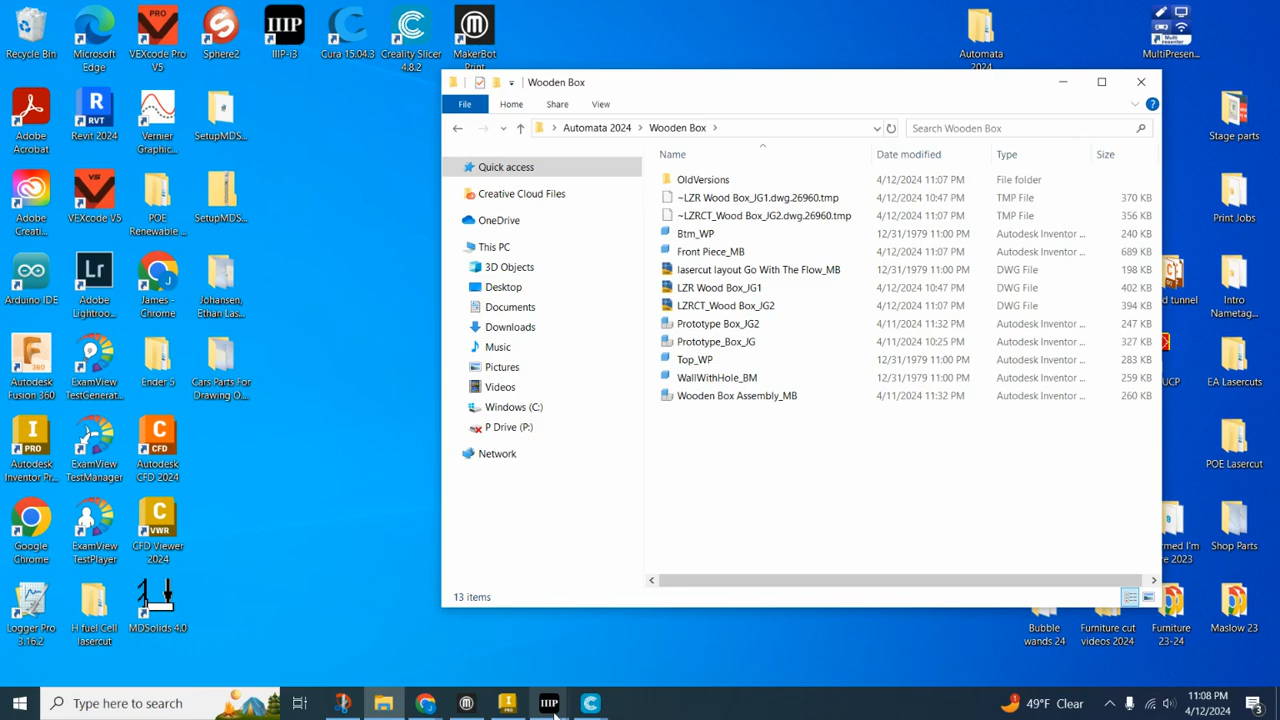 Recycle Bin
Microsoft
Edge
PRO
VEXcode Pro
V5
Sphere2
IIIP
IIIP-i3
Cura 15.04.3
Creality Slicer
4.8.2
MakerBot
Print
Automata
2024
MultiPresen...
Adobe
Acrobat
R
RVT
Revit 2024
Vernier
Graphic...
SetupMDS...
Stage parts
Adobe
Creati...
V5
VEXcode V5
POE
Renewable ...
SetupMDS...
Print Jobs
Arduino IDE
Lr
Adobe
Lightroo...
James -
Chrome
Johansen,
Ethan Las...
d tunnel
Intro
Nametag...
Autodesk
Fusion 360
ExamView
TestGenerat...
Ender 5
Cars Parts For
Drawing O...
UCP
EA Lasercuts
I
PRO
Autodesk
Inventor Pr...
ExamView
TestManager
C
CFD
Autodesk
CFD 2024
POE Lasercut
Google
Chrome
ExamView
TestPlayer
C
VWR
CFD Viewer
2024
rmed I'm
re 2023
Shop Parts
Logger Pro
3.16.2
H fuel Cell
lasercut
MDSolids 4.0
Bubble
wands 24
Furniture cut
videos 2024
Furniture
23-24
Maslow 23
Wooden Box
File Home Share View
Automata 2024 Wooden Box
Search Wooden Box
Name Date modified Type Size
Quick access
Creative Cloud Files
OneDrive
This PC
3D Objects
Desktop
Documents
Downloads
Music
Pictures
Videos
Windows (C:)
P Drive (P:)
Network
OldVersions 4/12/2024 11:07 PM File folder
~LZR Wood Box_JG1.dwg.26960.tmp 4/12/2024 10:47 PM TMP File 370 KB
~LZRCT_Wood Box_JG2.dwg.26960.tmp 4/12/2024 11:07 PM TMP File 356 KB
Btm_WP 12/31/1979 11:00 PM Autodesk Inventor ... 240 KB
Front Piece_MB 4/12/2024 11:07 PM Autodesk Inventor ... 689 KB
lasercut layout Go With The Flow_MB 12/31/1979 11:00 PM DWG File 198 KB
LZR Wood Box_JG1 4/12/2024 10:47 PM DWG File 402 KB
LZRCT_Wood Box_JG2 4/12/2024 11:07 PM DWG File 394 KB
Prototype Box_JG2 4/11/2024 11:32 PM Autodesk Inventor ... 247 KB
Prototype_Box_JG 4/11/2024 10:25 PM Autodesk Inventor ... 327 KB
Top_WP 12/31/1979 11:00 PM Autodesk Inventor ... 283 KB
WallWithHole_BM 12/31/1979 11:00 PM Autodesk Inventor ... 259 KB
Wooden Box Assembly_MB 4/11/2024 11:32 PM Autodesk Inventor ... 260 KB
13 items
Type here to search
IIIP
49°F Clear
11:08 PM
4/12/2024
3